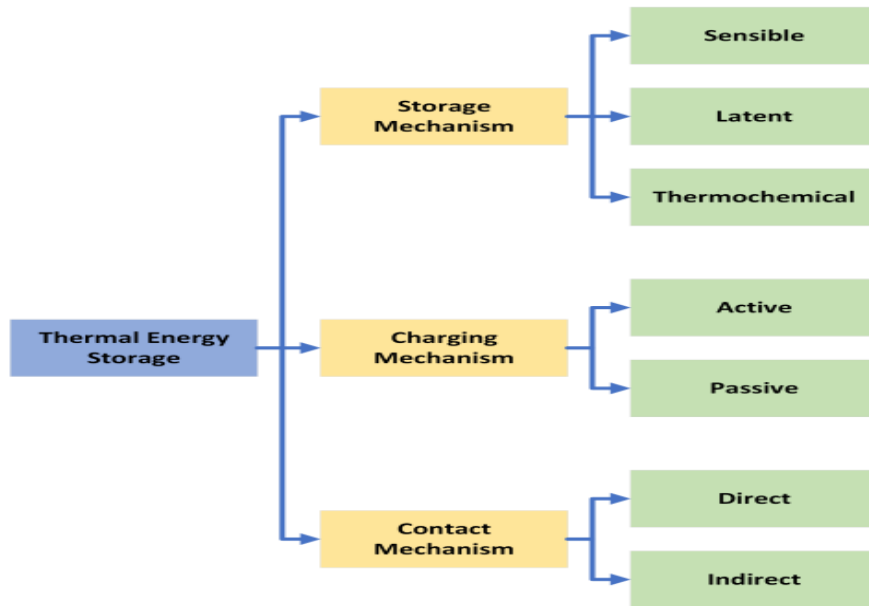 Thermal Energy
Storage
Storage
Mechanism
Sensible
Latent
Thermochemical
Charging
Mechanism
Active
Passive
Contact
Mechanism
Direct
Indirect